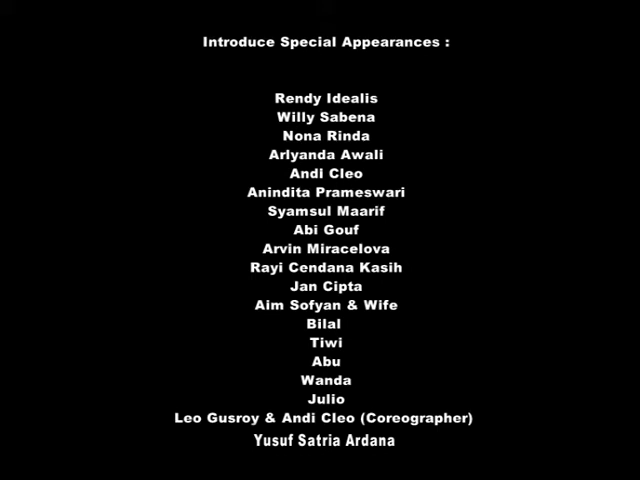 Introduce Special Appearances :
Rendy Idealis
Willy Sabena
Nona Rinda
Arlyanda Awali
Andi Cleo
Anindita Prameswari
Syamsul Maarif
Abi Gouf
Arvin Miracelova
Rayi Cendana Kasih
Jan Cipta
Aim Sofyan & Wife
Bilal
Tiwi
Abu
Wanda
Julio
Leo Gusroy & Andi Cleo (Coreographer)
Yusuf Satria Ardana